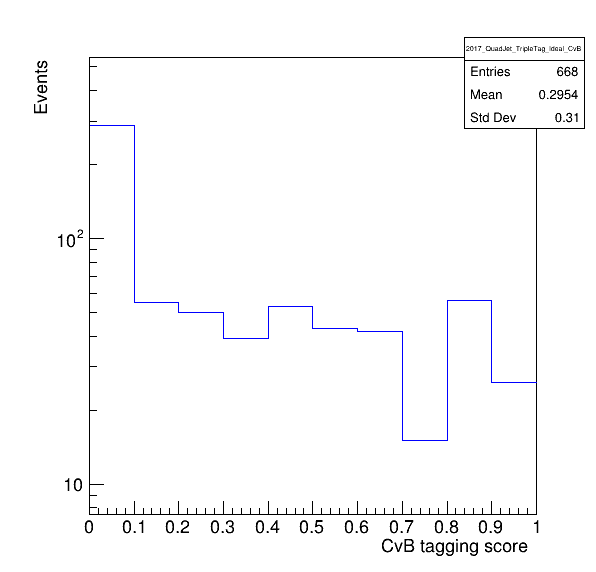 2017_QuadJet_TripleTag_Ideal_CvB
Entries 668
Mean 0.2954
Std Dev 0.31
Events
10²
10
0 0.1 0.2 0.3 0.4 0.5 0.6 0.7 0.8 0.9 1
CvB tagging score